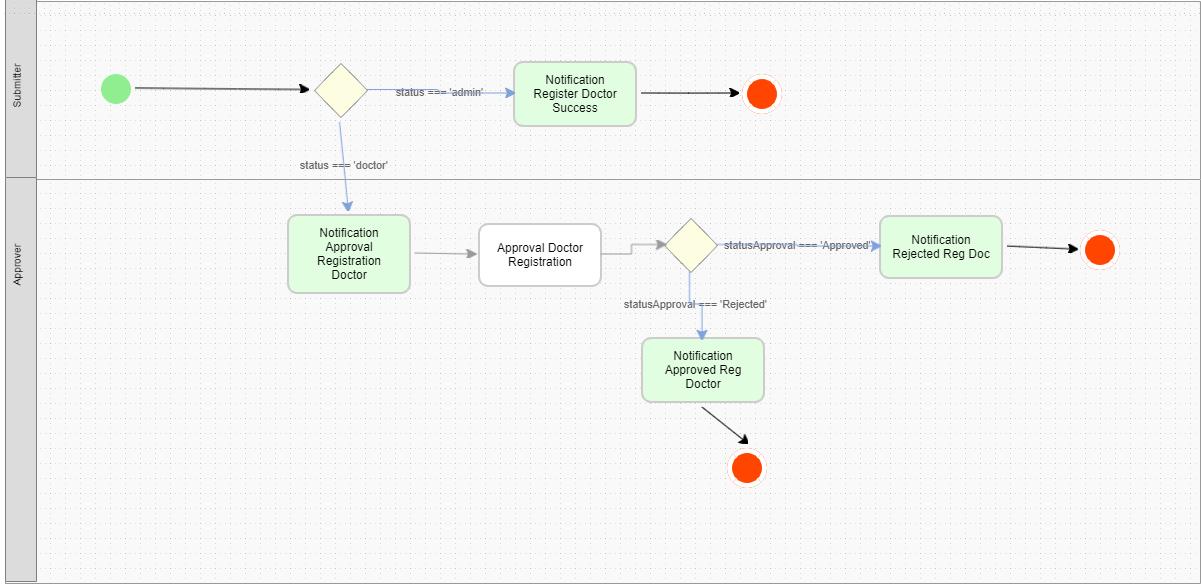 Submitter
status === 'admin'
Notification
Register Doctor
Success
status === 'doctor'
Approver
Notification
Approval
Registration
Doctor
Approval Doctor
Registration
statusApproval === 'Approved'
Notification
Rejected Reg Doc
statusApproval === 'Rejected'
Notification
Approved Reg
Doctor